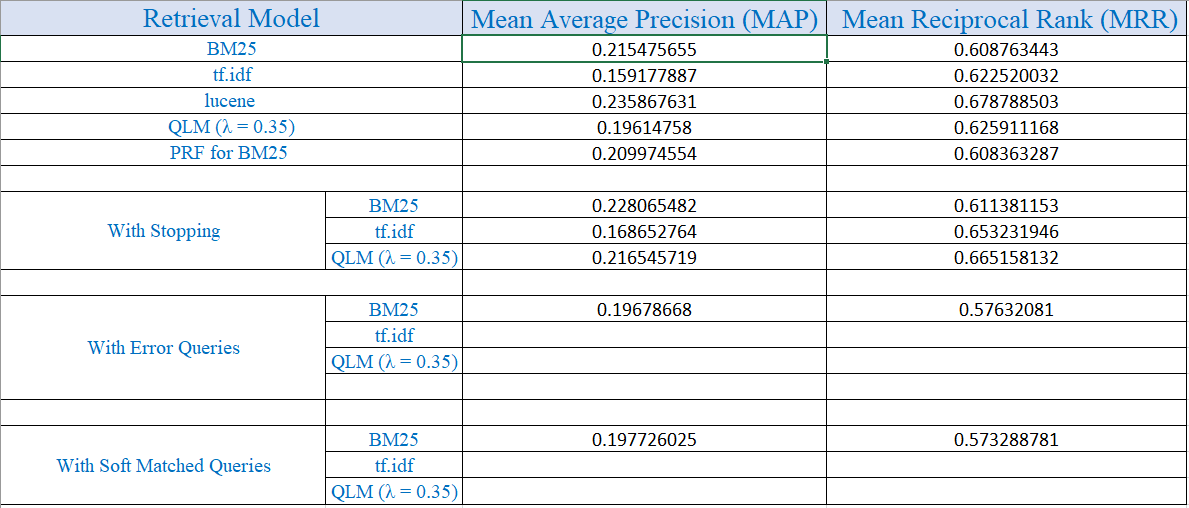 Retrieval Model Mean Average Precision (MAP) Mean Reciprocal Rank (MRR)
BM25 0.215475655 0.608763443
tf.idf 0.159177887 0.622520032
lucene 0.235867631 0.678788503
QLM (λ = 0.35) 0.19614758 0.625911168
PRF for BM25 0.209974554 0.608363287
BM25 0.228065482 0.611381153
With Stopping tf.idf 0.168652764 0.653231946
QLM (λ = 0.35) 0.216545719 0.665158132
BM25 0.19678668 0.57632081
tf.idf
With Error Queries
QLM (λ = 0.35)
BM25 0.197726025 0.573288781
With Soft Matched Queries tf.idf
QLM (λ = 0.35)